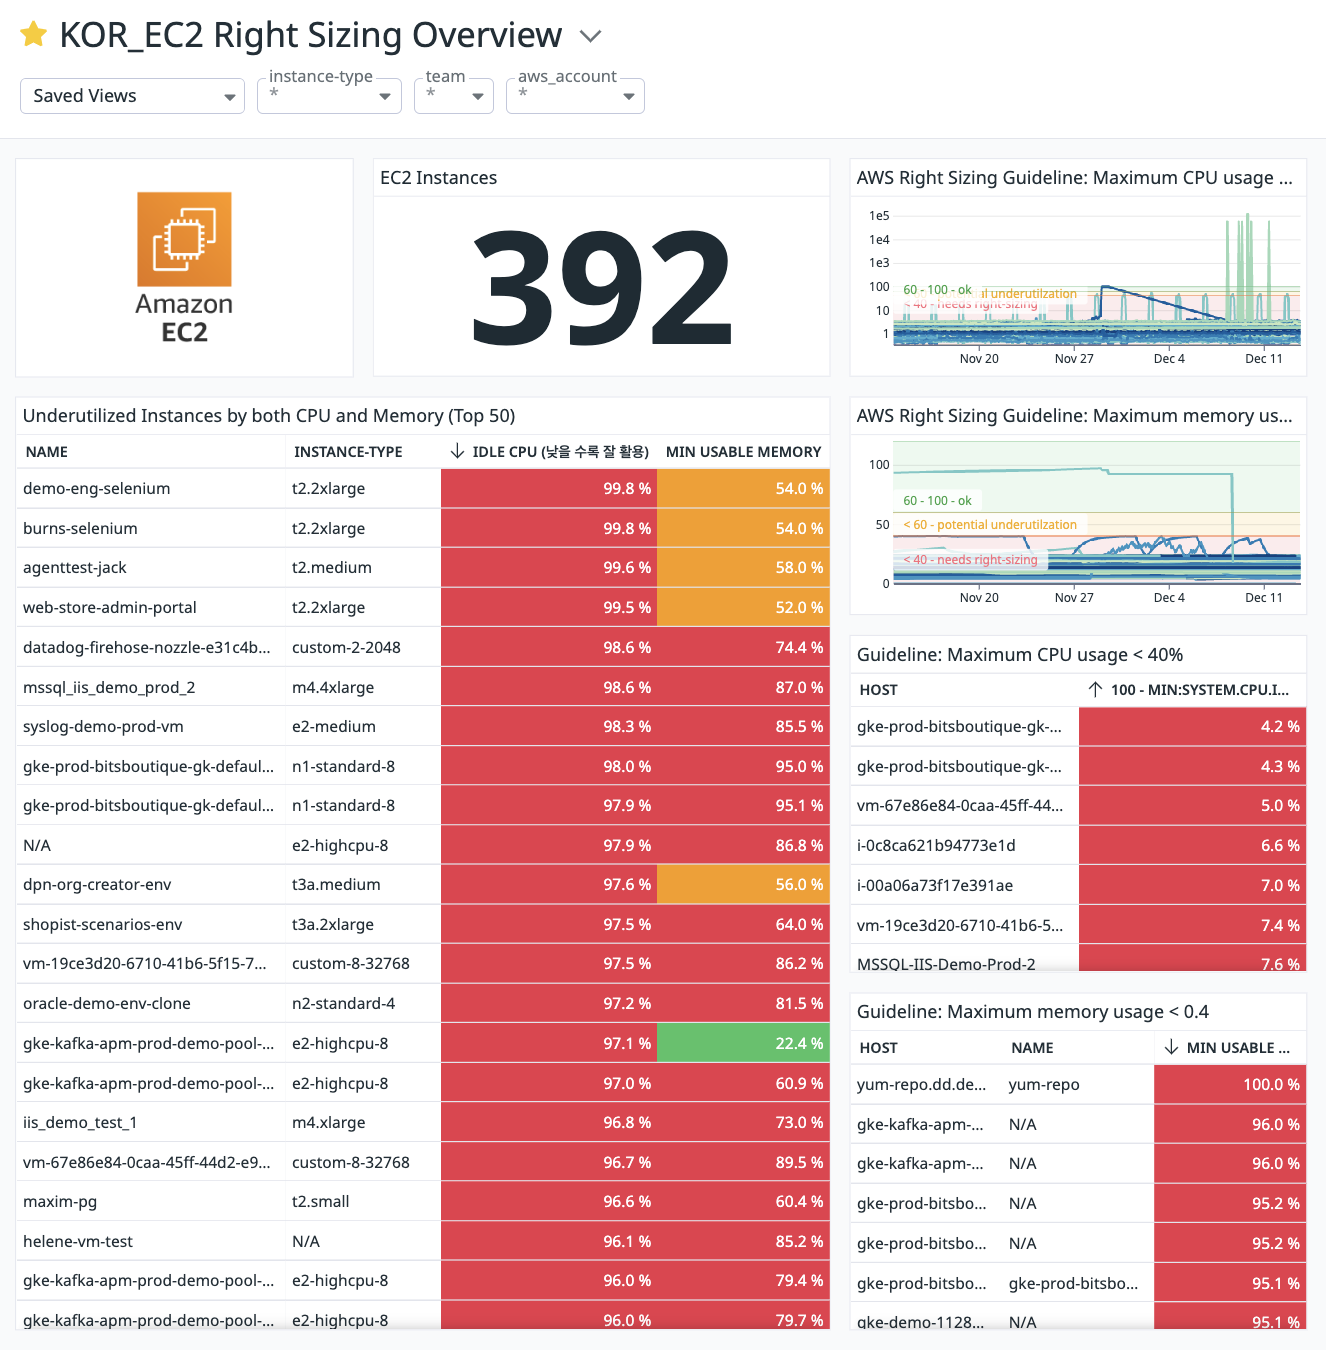 KOR_EC2 Right Sizing Overview
Saved Views
instance-type
*
team
*
aws_account
*
Amazon
EC2
EC2 Instances
392
AWS Right Sizing Guideline: Maximum CPU usage ...
1e5
1e4
1e3
100
10
1
60 - 100 - ok
al underutilzation
< 40 - needs right-sizing
Nov 20 Nov 27 Dec 4 Dec 11
Underutilized Instances by both CPU and Memory (Top 50)
NAME INSTANCE-TYPE IDLE CPU (낮을 수록 잘 활용) MIN USABLE MEMORY
demo-eng-selenium t2.2xlarge 99.8 % 54.0 %
burns-selenium t2.2xlarge 99.8 % 54.0 %
agenttest-jack t2.medium 99.6 % 58.0 %
web-store-admin-portal t2.2xlarge 99.5 % 52.0 %
datadog-firehose-nozzle-e31c4b... custom-2-2048 98.6 % 74.4 %
mssql_iis_demo_prod_2 m4.4xlarge 98.6 % 87.0 %
syslog-demo-prod-vm e2-medium 98.3 % 85.5 %
gke-prod-bitsboutique-gk-defaul... n1-standard-8 98.0 % 95.0 %
gke-prod-bitsboutique-gk-defaul... n1-standard-8 97.9 % 95.1 %
N/A e2-highcpu-8 97.9 % 86.8 %
dpn-org-creator-env t3a.medium 97.6 % 56.0 %
shopist-scenarios-env t3a.2xlarge 97.5 % 64.0 %
vm-19ce3d20-6710-41b6-5f15-7... custom-8-32768 97.5 % 86.2 %
oracle-demo-env-clone n2-standard-4 97.2 % 81.5 %
gke-kafka-apm-prod-demo-pool-... e2-highcpu-8 97.1 % 22.4 %
gke-kafka-apm-prod-demo-pool-... e2-highcpu-8 97.0 % 60.9 %
iis_demo_test_1 m4.xlarge 96.8 % 73.0 %
vm-67e86e84-0caa-45ff-44d2-e9... custom-8-32768 96.7 % 89.5 %
maxim-pg t2.small 96.6 % 60.4 %
helene-vm-test N/A 96.1 % 85.2 %
gke-kafka-apm-prod-demo-pool-... e2-highcpu-8 96.0 % 79.4 %
gke-kafka-apm-prod-demo-pool-... e2-highcpu-8 96.0 % 79.7 %
AWS Right Sizing Guideline: Maximum memory us...
100
50
0
60 - 100 - ok
< 60 - potential underutilzation
< 40 - needs right-sizing
Nov 20 Nov 27 Dec 4 Dec 11
Guideline: Maximum CPU usage < 40%
HOST 100 - MIN:SYSTEM.CPU.I...
gke-prod-bitsboutique-gk-... 4.2 %
gke-prod-bitsboutique-gk-... 4.3 %
vm-67e86e84-0caa-45ff-44... 5.0 %
i-0c8ca621b94773e1d 6.6 %
i-00a06a73f17e391ae 7.0 %
vm-19ce3d20-6710-41b6-5... 7.4 %
MSSQL-IIS-Demo-Prod-2 7.6 %
Guideline: Maximum memory usage < 0.4
HOST NAME MIN USABLE ...
yum-repo.dd.de... yum-repo 100.0 %
gke-kafka-apm-... N/A 96.0 %
gke-kafka-apm-... N/A 96.0 %
gke-prod-bitsbo... N/A 95.2 %
gke-prod-bitsbo... N/A 95.2 %
gke-prod-bitsbo... gke-prod-bitsbo... 95.1 %
gke-demo-1128... N/A 95.1 %